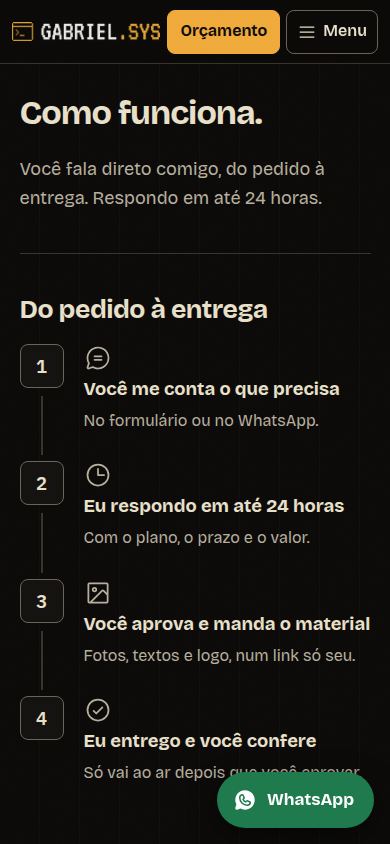 GABRIEL.SYS
Orçamento
Menu
Como funciona.
Você fala direto comigo, do pedido à
entrega. Respondo em até 24 horas.
Do pedido à entrega
1
Você me conta o que precisa
No formulário ou no WhatsApp.
2
Eu respondo em até 24 horas
Com o plano, o prazo e o valor.
3
Você aprova e manda o material
Fotos, textos e logo, num link só seu.
4
Eu entrego e você confere
Só vai ao ar depois que você aprovar.
WhatsApp